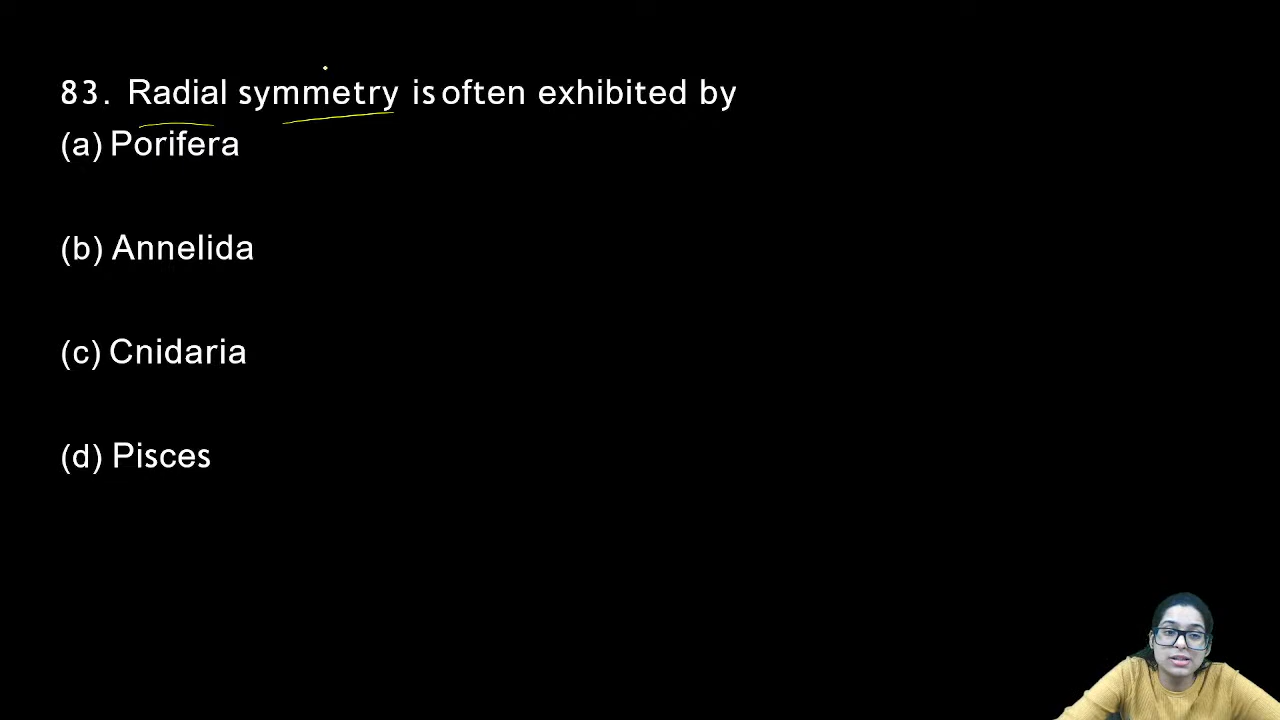 83. Radial symmetry is often exhibited by
(a) Porifera
(b) Annelida
(c) Cnidaria
(d) Pisces